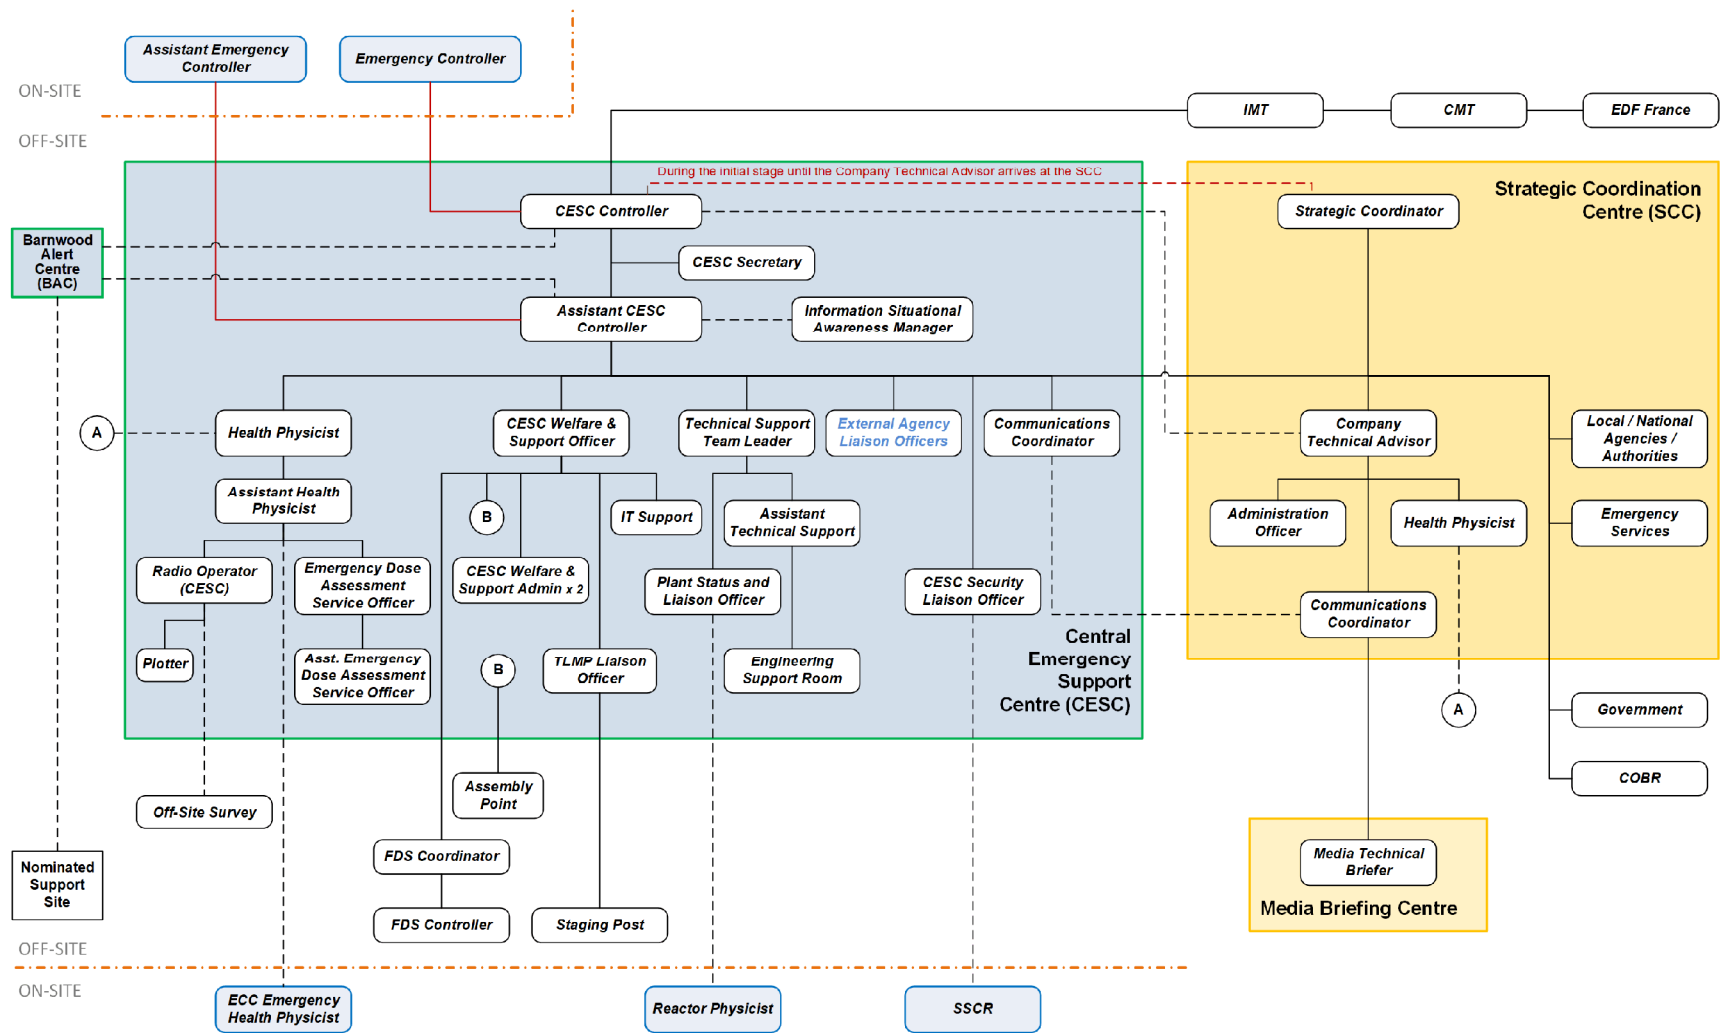 Assistant Emergency
Controller
Emergency Controller
ON-SITE
OFF-SITE
IMT
CMT
EDF France
During the initial stage until the Company Technical Advisor arrives at the SCC
Strategic Coordination
Centre (SCC)
CESC Controller
Strategic Coordinator
Barnwood
Alert
Centre
(BAC)
CESC Secretary
Assistant CESC
Controller
Information Situational
Awareness Manager
A
Health Physicist
CESC Welfare &
Support Officer
Technical Support
Team Leader
External Agency
Liaison Officers
Communications
Coordinator
Company
Technical Advisor
Local / National
Agencies /
Authorities
Assistant Health
Physicist
B
IT Support
Assistant
Technical Support
Administration
Officer
Health Physicist
Emergency
Services
Radio Operator
(CESC)
Emergency Dose
Assessment
Service Officer
CESC Welfare &
Support Admin x 2
Plant Status and
Liaison Officer
CESC Security
Liaison Officer
Communications
Coordinator
Plotter
Asst. Emergency
Dose Assessment
Service Officer
B
TLMP Liaison
Officer
Engineering
Support Room
Central
Emergency
Support
Centre (CESC)
A
Government
COBR
Off-Site Survey
Assembly
Point
Nominated
Support
Site
FDS Coordinator
Media Technical
Briefer
Media Briefing Centre
FDS Controller
Staging Post
OFF-SITE
ON-SITE
ECC Emergency
Health Physicist
Reactor Physicist
SSCR